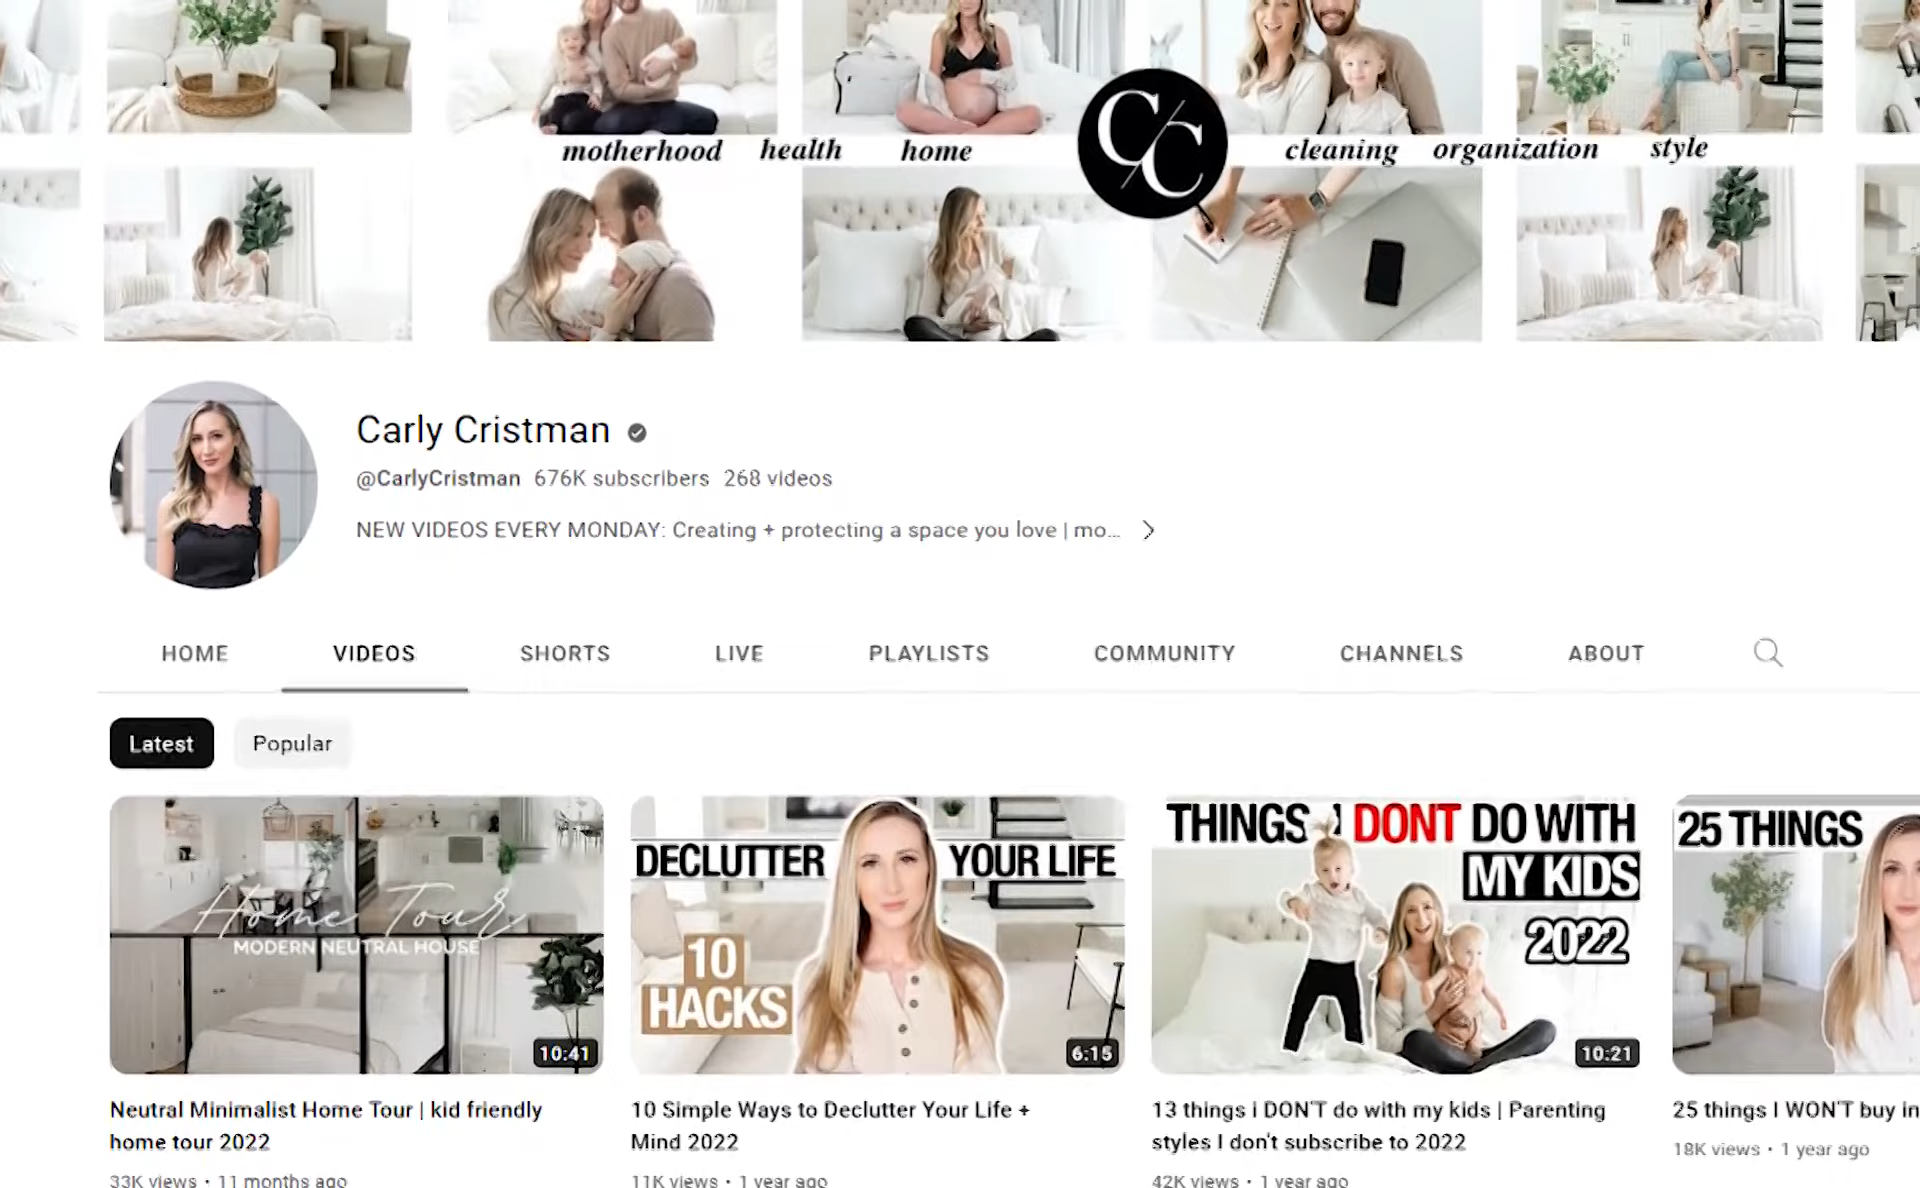 motherhood health home C/C cleaning organization style
Carly Cristman
@CarlyCristman 676K subscribers 268 videos
NEW VIDEOS EVERY MONDAY: Creating + protecting a space you love | mo...
HOME VIDEOS SHORTS LIVE PLAYLISTS COMMUNITY CHANNELS ABOUT
Latest Popular
Home Tour
MODERN NEUTRAL HOUSE
10:41
DECLUTTER YOUR LIFE
10
HACKS
6:15
THINGS I DONT DO WITH
MY KIDS
2022
10:21
25 THINGS
Neutral Minimalist Home Tour | kid friendly
home tour 2022
33K views • 11 months ago
10 Simple Ways to Declutter Your Life +
Mind 2022
11K views • 1 year ago
13 things i DON'T do with my kids | Parenting
styles I don't subscribe to 2022
42K views • 1 year ago
25 things I WON'T buy in
18K views • 1 year ago